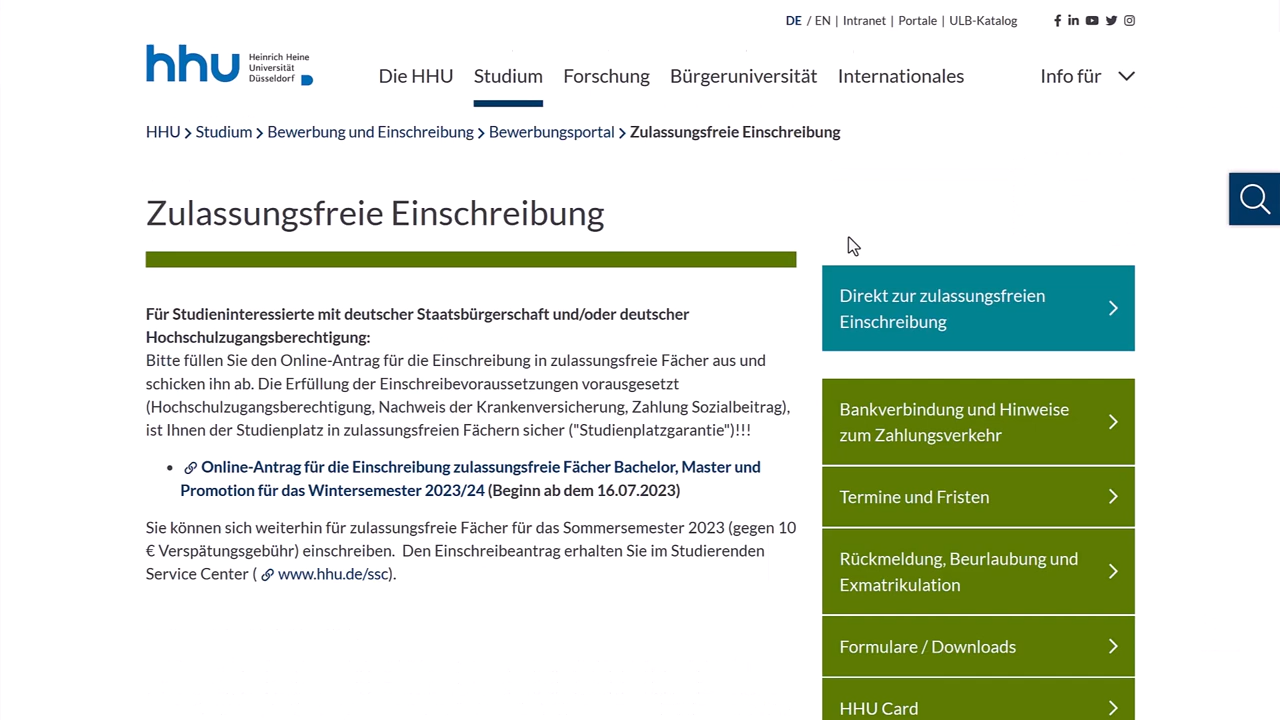 DE / EN | Intranet | Portale | ULB-Katalog
hhu Heinrich Heine
Universität
Düsseldorf
Die HHU Studium Forschung Bürgeruniversität Internationales Info für
HHU > Studium > Bewerbung und Einschreibung > Bewerbungsportal > Zulassungsfreie Einschreibung
Zulassungsfreie Einschreibung
Für Studieninteressierte mit deutscher Staatsbürgerschaft und/oder deutscher
Hochschulzugangsberechtigung:
Bitte füllen Sie den Online-Antrag für die Einschreibung in zulassungsfreie Fächer aus und
schicken ihn ab. Die Erfüllung der Einschreibevoraussetzungen vorausgesetzt
(Hochschulzugangsberechtigung, Nachweis der Krankenversicherung, Zahlung Sozialbeitrag),
ist Ihnen der Studienplatz in zulassungsfreien Fächern sicher ("Studienplatzgarantie")!!!
• Online-Antrag für die Einschreibung zulassungsfreie Fächer Bachelor, Master und
Promotion für das Wintersemester 2023/24 (Beginn ab dem 16.07.2023)
Sie können sich weiterhin für zulassungsfreie Fächer für das Sommersemester 2023 (gegen 10
€ Verspätungsgebühr) einschreiben. Den Einschreibeantrag erhalten Sie im Studierenden
Service Center ( www.hhu.de/ssc).
Direkt zur zulassungsfreien
Einschreibung
Bankverbindung und Hinweise
zum Zahlungsverkehr
Termine und Fristen
Rückmeldung, Beurlaubung und
Exmatrikulation
Formulare / Downloads
HHU Card